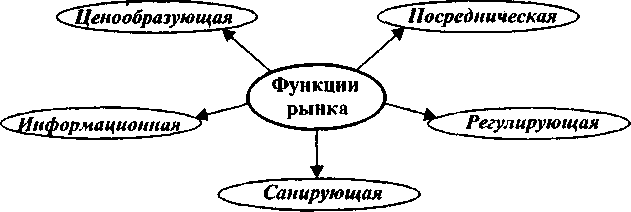 Ценообразующая
Посредническая
Функции
рынка
Информационная
Регулирующая
Санирующая